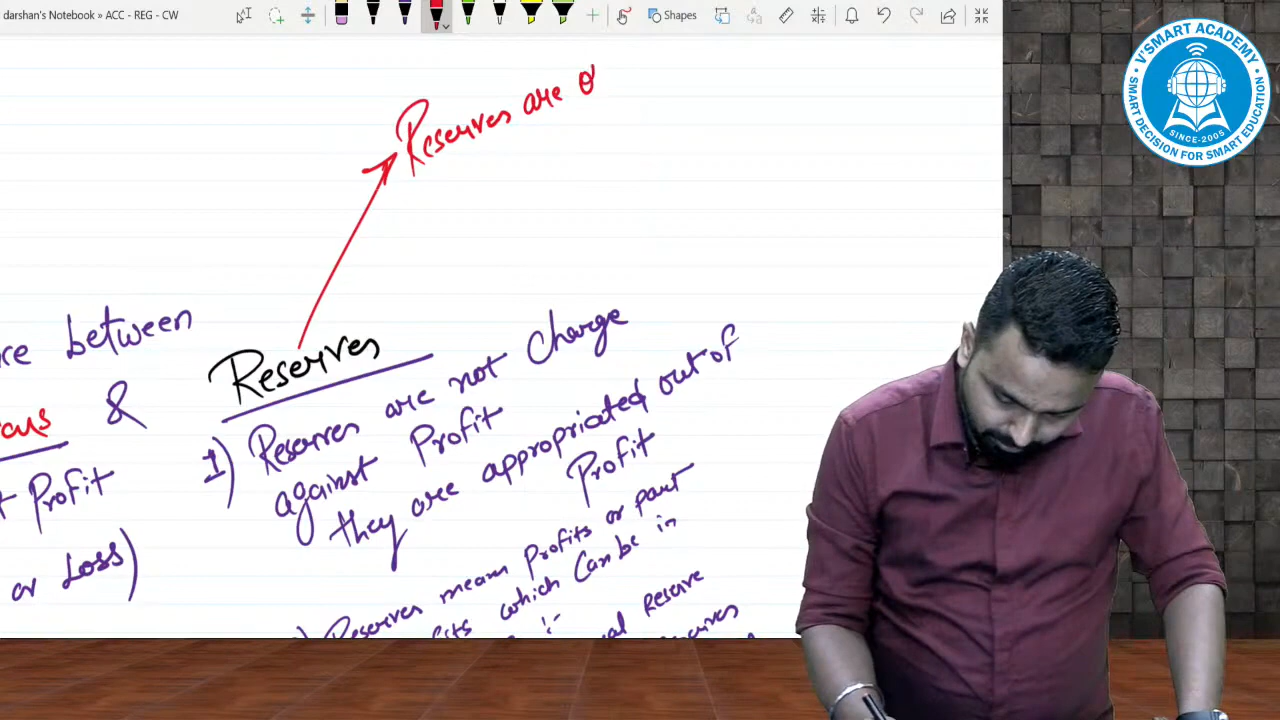 darshan's Notebook » ACC - REG - CW
Shapes
V'SMART ACADEMY
SINCE-2005
SMART DECISION FOR SMART EDUCATION
Reserves are
between
&
Reserves
1) Reserves are not charge
against Profit
they are appropriated out of
Profit
Profit
or Loss)
Reserves mean Profits or part
which can be in
Reserve